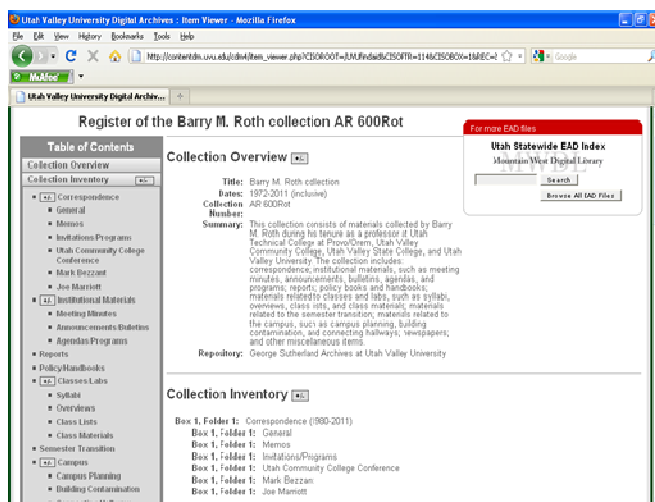 Utah Valley University Digital Archives : Item Viewer - Mozilla Firefox
File Edit View History Bookmarks Tools Help
Google
McAfee
Utah Valley University Digital Archiv...
Register of the Barry M. Roth collection AR 600Rot
For more EAD files
Utah Statewide EAD Index
MWDL
Mountain West Digital Library
Search
Browse All EAD Files
Table of Contents
Collection Overview
Collection Inventory +/-
+/- Correspondence
General
Memos
Invitations/Programs
Utah Community College
Conference
Mark Bezzant
Joe Marriott
+/- Institutional Materials
Meeting Minutes
Announcements/Bulletins
Agendas/Programs
Reports
Policy/Handbooks
+/- Classes/Labs
Syllabi
Overviews
Class Lists
Class Materials
Semester Transition
+/- Campus
Campus Planning
Building Contamination
Collection Overview +/-
Title: Barry M. Roth collection
Dates: 1972-2011 (inclusive)
Collection Number: AR 600Rot
Summary: This collection consists of materials collected by Barry
M. Roth during his tenure as a professor at Utah
Technical College at Provo/Orem, Utah Valley
Community College, Utah Valley State College, and Utah
Valley University. The collection includes:
correspondence; institutional materials, such as meeting
minutes, announcements, bulletins, agendas, and
programs; reports; policy books and handbooks;
materials related to classes and labs, such as syllabi,
overviews, class lists, and class materials; materials
related to the semester transition; materials related to
the campus, such as campus planning, building
contamination, and connecting hallways; newspapers;
and other miscellaneous items.
Repository: George Sutherland Archives at Utah Valley University
Collection Inventory +/-
Box 1, Folder 1: Correspondence (1980-2011)
Box 1, Folder 1: General
Box 1, Folder 1: Memos
Box 1, Folder 1: Invitations/Programs
Box 1, Folder 1: Utah Community College Conference
Box 1, Folder 1: Mark Bezzan
Box 1, Folder 1: Joe Marriott